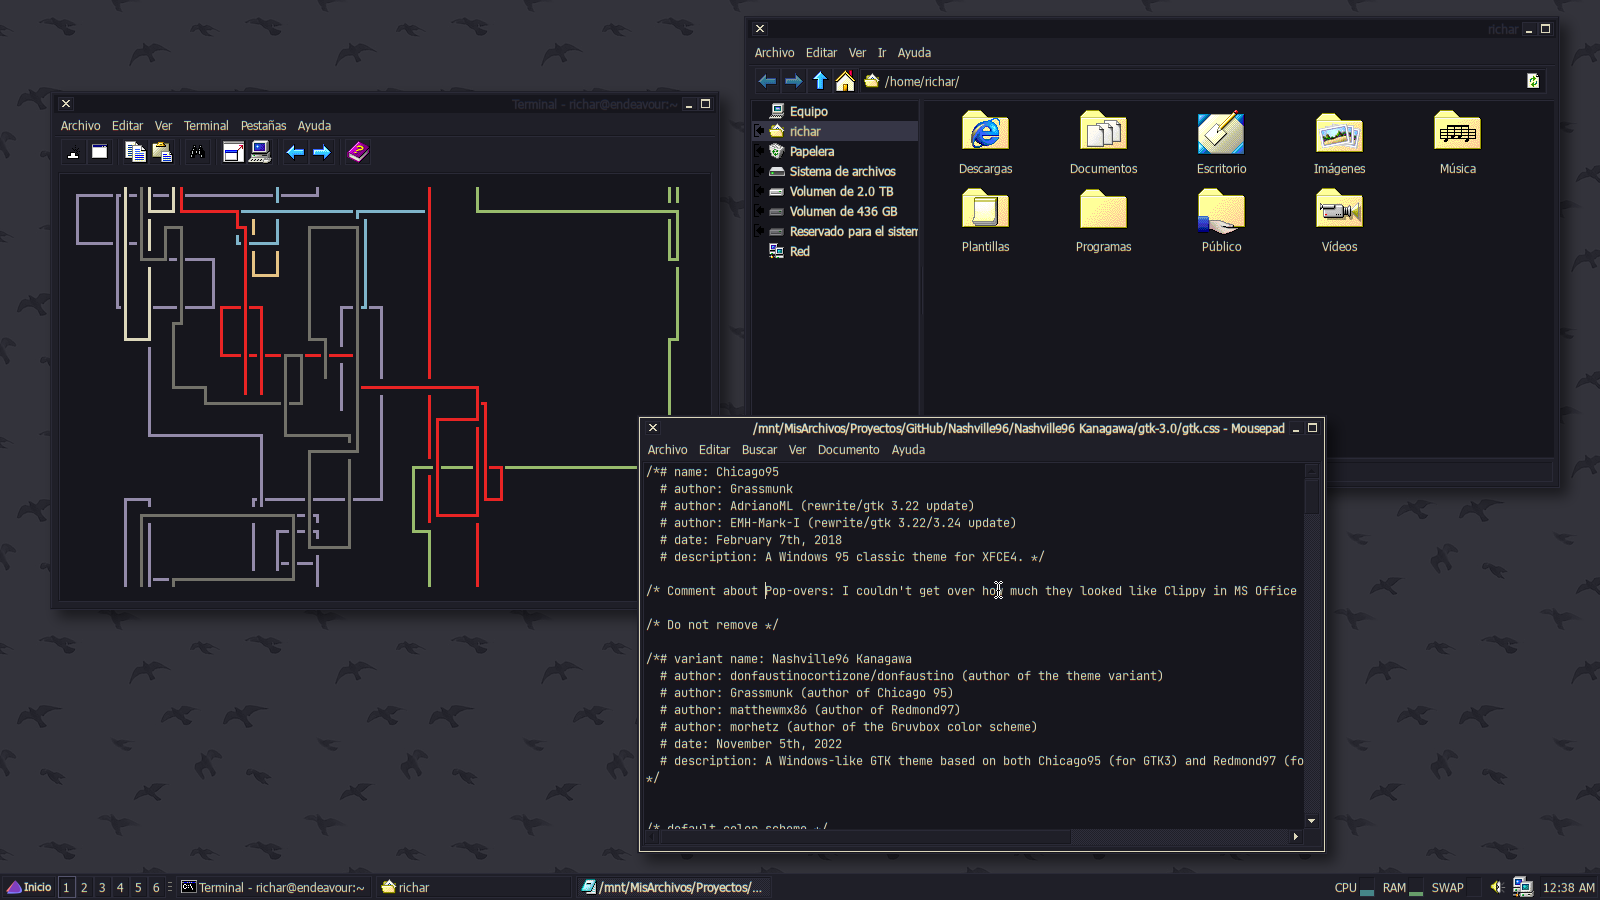 richar
Archivo Editar Ver Ir Ayuda
/home/richar/
Equipo
richar
Papelera
Sistema de archivos
Volumen de 2.0 TB
Volumen de 436 GB
Reservado para el sistem
Red
Descargas Documentos Escritorio Imágenes Música
Plantillas Programas Público Vídeos
Terminal - richar@endeavour:~
Archivo Editar Ver Terminal Pestañas Ayuda
/mnt/MisArchivos/Proyectos/GitHub/Nashville96/Nashville96 Kanagawa/gtk-3.0/gtk.css - Mousepad
Archivo Editar Buscar Ver Documento Ayuda
/*# name: Chicago95
# author: Grassmunk
# author: AdrianoML (rewrite/gtk 3.22 update)
# author: EMH-Mark-I (rewrite/gtk 3.22/3.24 update)
# date: February 7th, 2018
# description: A Windows 95 classic theme for XFCE4. */
/* Comment about Pop-overs: I couldn't get over how much they looked like Clippy in MS Office
/* Do not remove */
/*# variant name: Nashville96 Kanagawa
# author: donfaustinocortizone/donfaustino (author of the theme variant)
# author: Grassmunk (author of Chicago 95)
# author: matthewmx86 (author of Redmond97)
# author: morhetz (author of the Gruvbox color scheme)
# date: November 5th, 2022
# description: A Windows-like GTK theme based on both Chicago95 (for GTK3) and Redmond97 (fo
*/
/* default color scheme */
Inicio 1 2 3 4 5 6 Terminal - richar@endeavour:~ richar /mnt/MisArchivos/Proyectos/... CPU RAM SWAP 12:38 AM